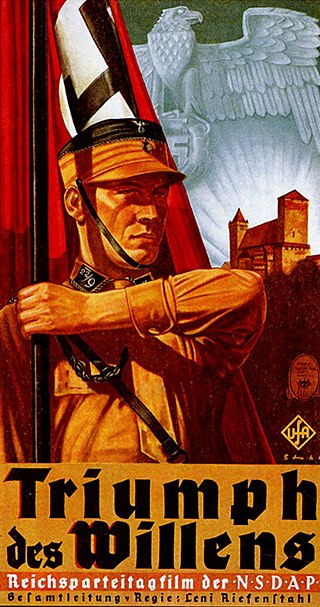 Ufa
Triumph
des Willens
Reichsparteitagfilm der N·S·D·A·P·
Gesamtleitung u Regie: Leni Riefenstahl